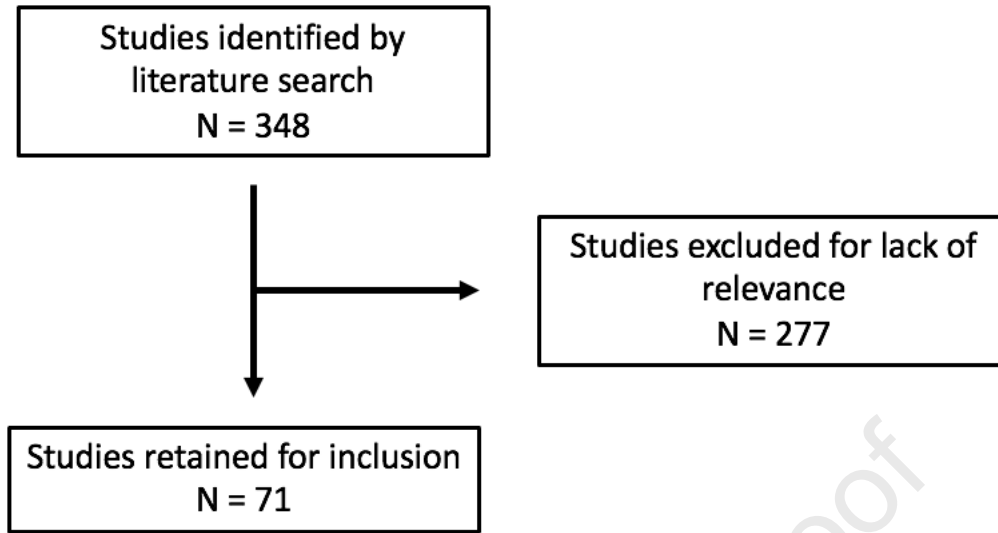 Studies identified by
literature search
N = 348
Studies excluded for lack of
relevance
N = 277
Studies retained for inclusion
N = 71